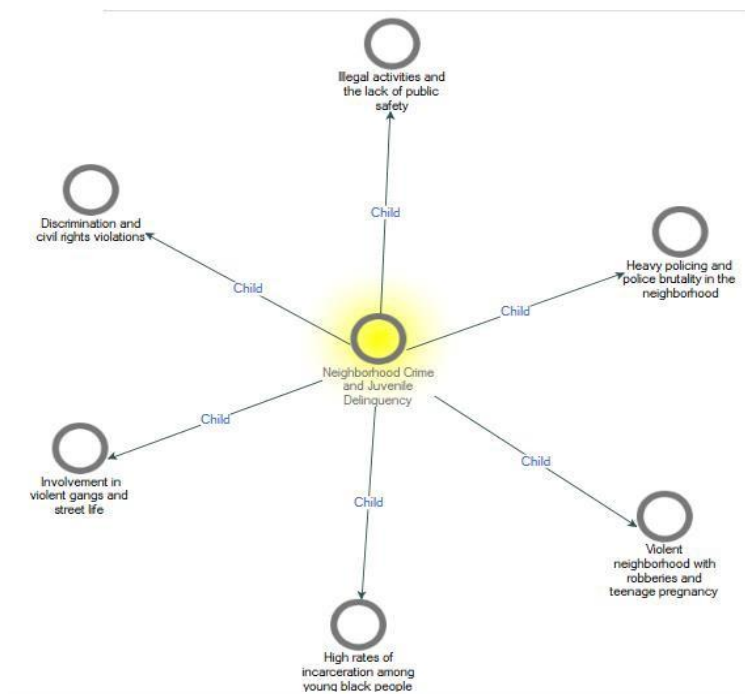 Illegal activities and
the lack of public
safety
Child
Discrimination and
civil rights violations
Child
Heavy policing and
police brutality in the
neighborhood
Child
Neighborhood Crime
and Juvenile
Delinquency
Child
Involvement in
violent gangs and
street life
Child
Child
Violent
neighborhood with
robberies and
teenage pregnancy
High rates of
incarceration among
young black people